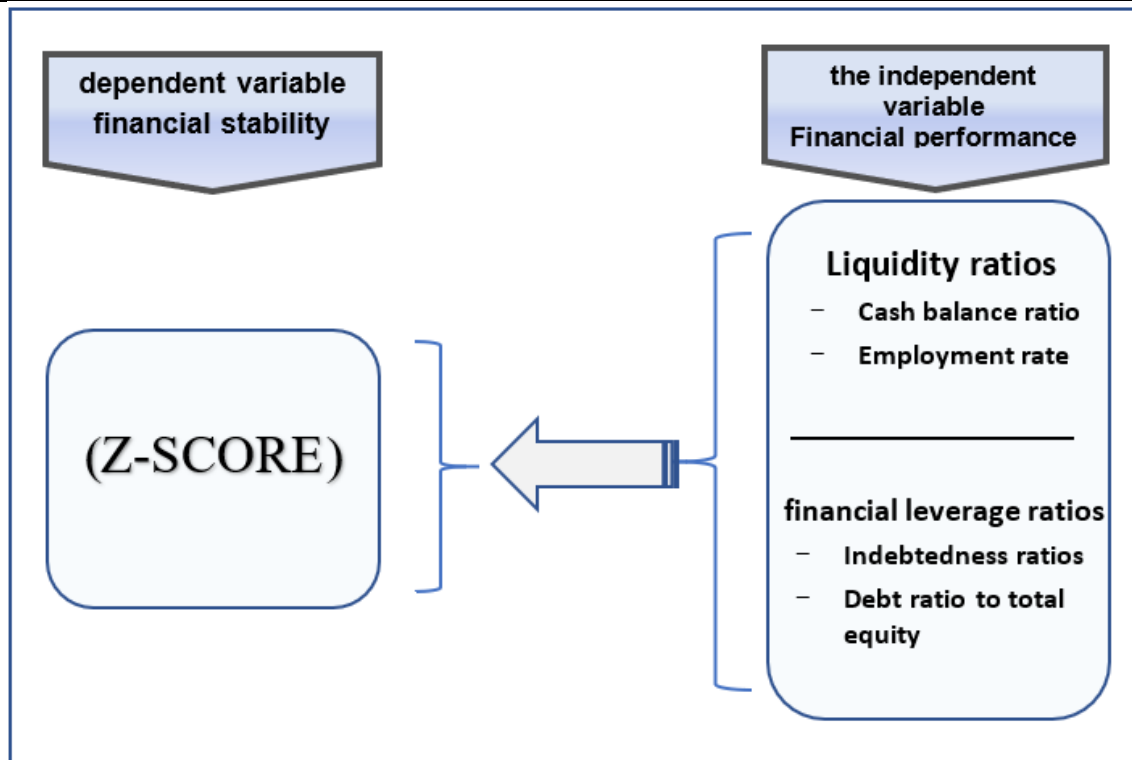 dependent variable
financial stability
the independent
variable
Financial performance
(Z-SCORE)
Liquidity ratios
– Cash balance ratio
– Employment rate
financial leverage ratios
– Indebtedness ratios
– Debt ratio to total
equity